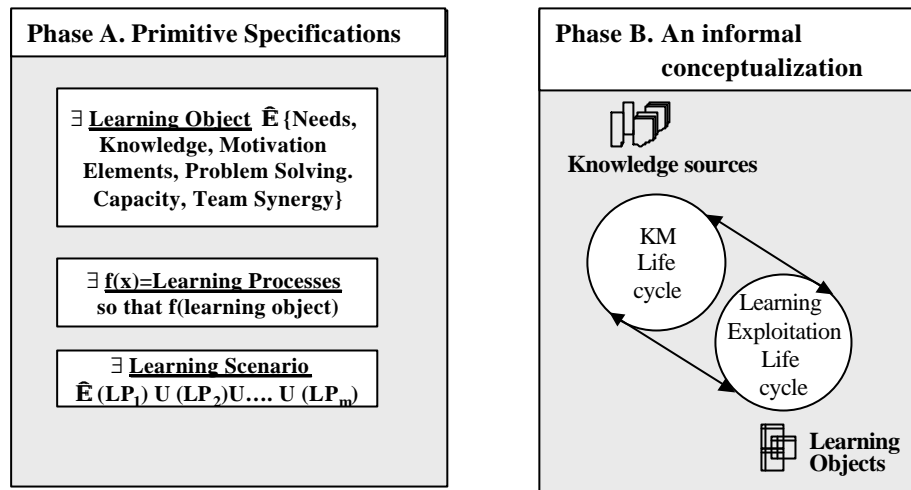 Phase A. Primitive Specifications
∃ Learning Object Ê {Needs,
Knowledge, Motivation
Elements, Problem Solving.
Capacity, Team Synergy}
∃ f(x)=Learning Processes
so that f(learning object)
∃ Learning Scenario
Ê (LP1) U (LP2)U…. U (LPm)
Phase B. An informal
conceptualization
Knowledge sources
KM
Life
cycle
Learning
Exploitation
Life
cycle
Learning
Objects